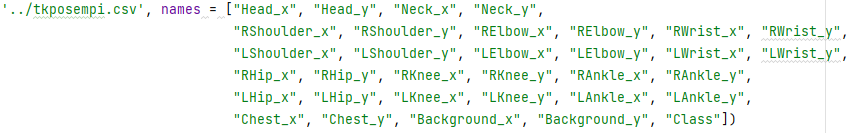 '../tkposempi.csv', names = ["Head_x", "Head_y", "Neck_x", "Neck_y",
"RShoulder_x", "RShoulder_y", "RElbow_x", "RElbow_y", "RWrist_x", "RWrist_y",
"LShoulder_x", "LShoulder_y", "LElbow_x", "LElbow_y", "LWrist_x", "LWrist_y",
"RHip_x", "RHip_y", "RKnee_x", "RKnee_y", "RAnkle_x", "RAnkle_y",
"LHip_x", "LHip_y", "LKnee_x", "LKnee_y", "LAnkle_x", "LAnkle_y",
"Chest_x", "Chest_y", "Background_x", "Background_y", "Class"])